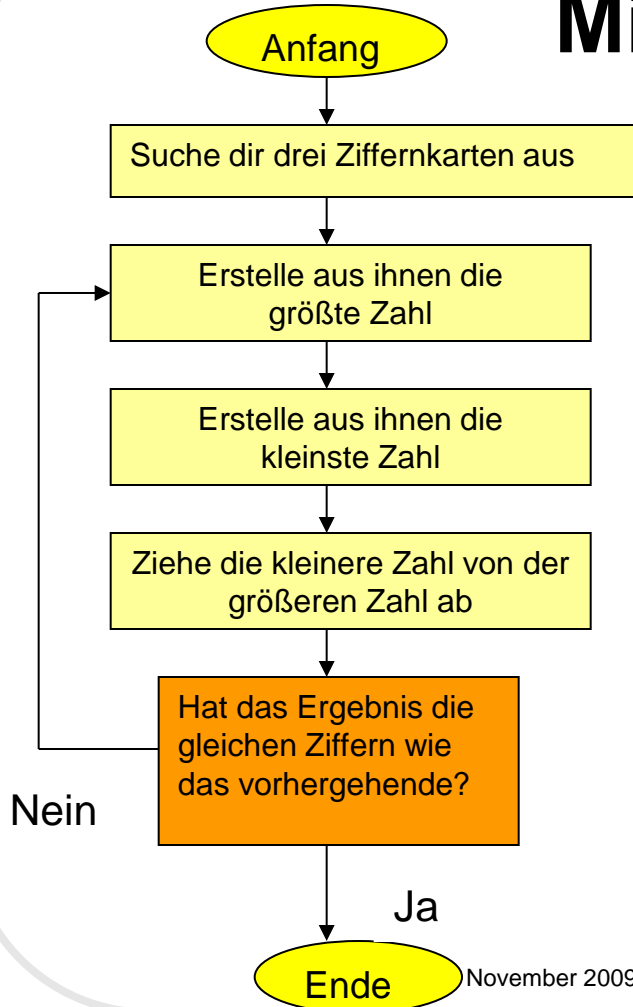 Mi
Anfang
Suche dir drei Ziffernkarten aus
Erstelle aus ihnen die
größte Zahl
Erstelle aus ihnen die
kleinste Zahl
Ziehe die kleinere Zahl von der
größeren Zahl ab
Hat das Ergebnis die
gleichen Ziffern wie
das vorhergehende?
Nein
Ja
Ende
November 2009